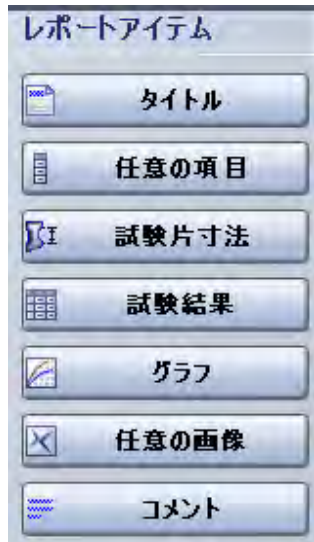 レポートアイテム
タイトル
任意の項目
試験片寸法
試験結果
グラフ
任意の画像
コメント